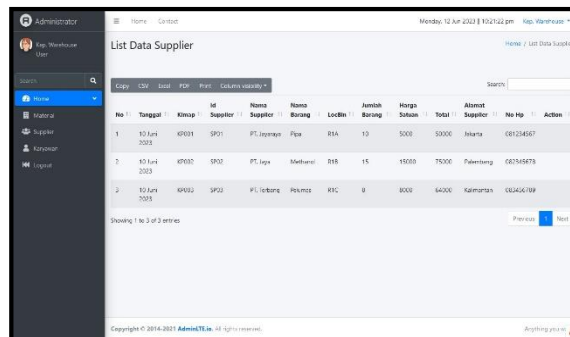 Administrator
Home Contact
Monday, 12 Jun 2023 || 10:21:22 pm Kep. Warehouse
Kep. Warehouse
User
Search
Home
Material
Supplier
Karyawan
Logout
List Data Supplier
Home / List Data Supplie
Copy CSV Excel PDF Print Column visibility
Search:
No Tanggal Kimap Id Supplier Nama Supplier Nama Barang LocBin Jumlah Barang Harga Satuan Total Alamat Supplier No Hp Action
1 10 Juni 2023 KP001 SP01 PT. Jayaraya Pipa R1A 10 5000 50000 Jakarta 081234567
2 10 Juni 2023 KP002 SP02 PT. Jaya Methanol R1B 15 15000 75000 Palembang 082345678
3 10 Juni 2023 KP003 SP03 PT. Terbang Pelumas R1C 8 8000 64000 Kalimantan 083456789
Showing 1 to 3 of 3 entries
Previous 1 Next
Copyright © 2014-2021 AdminLTE.io. All rights reserved.
Anything you w